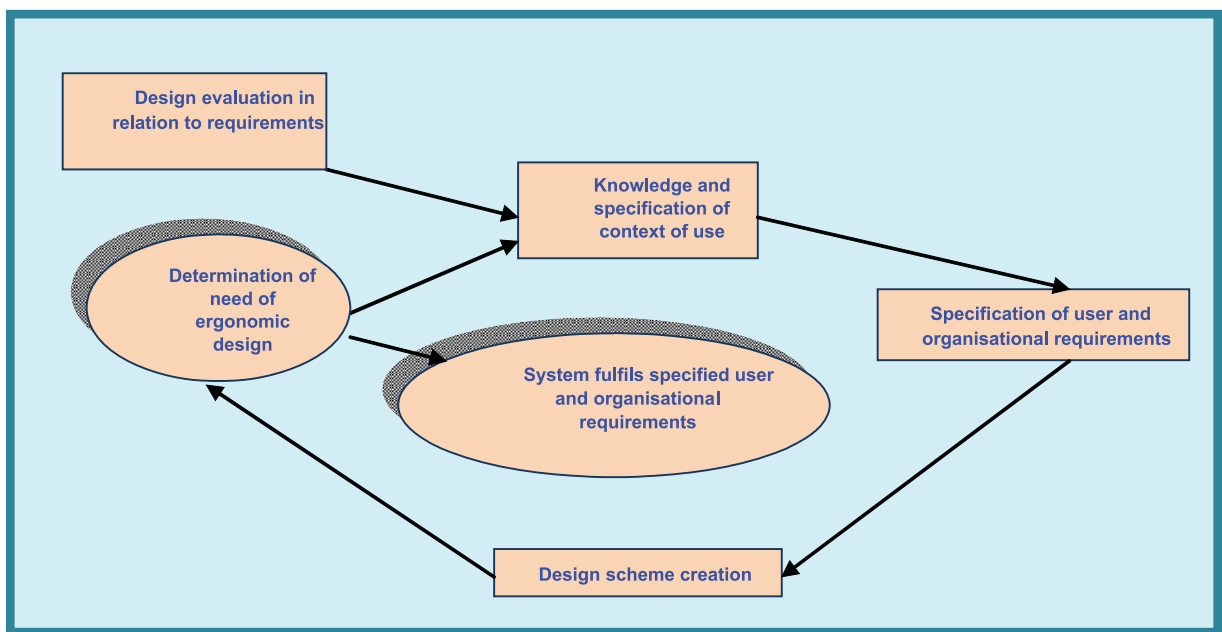 Design evaluation in
relation to requirements
Knowledge and
specification of
context of use
Determination of
need of
ergonomic
design
Specification of user and
organisational requirements
System fulfils specified user
and organisational
requirements
Design scheme creation